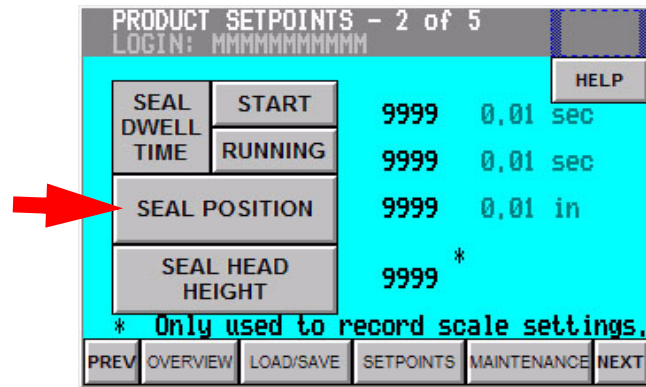 PRODUCT SETPOINTS - 2 of 5
LOGIN: MMMMMMMMMMM
HELP
SEAL DWELL TIME
START 9999 0,01 sec
RUNNING 9999 0,01 sec
SEAL POSITION 9999 0,01 in
SEAL HEAD HEIGHT 9999 *
* Only used to record scale settings.
PREV OVERVIEW LOAD/SAVE SETPOINTS MAINTENANCE NEXT